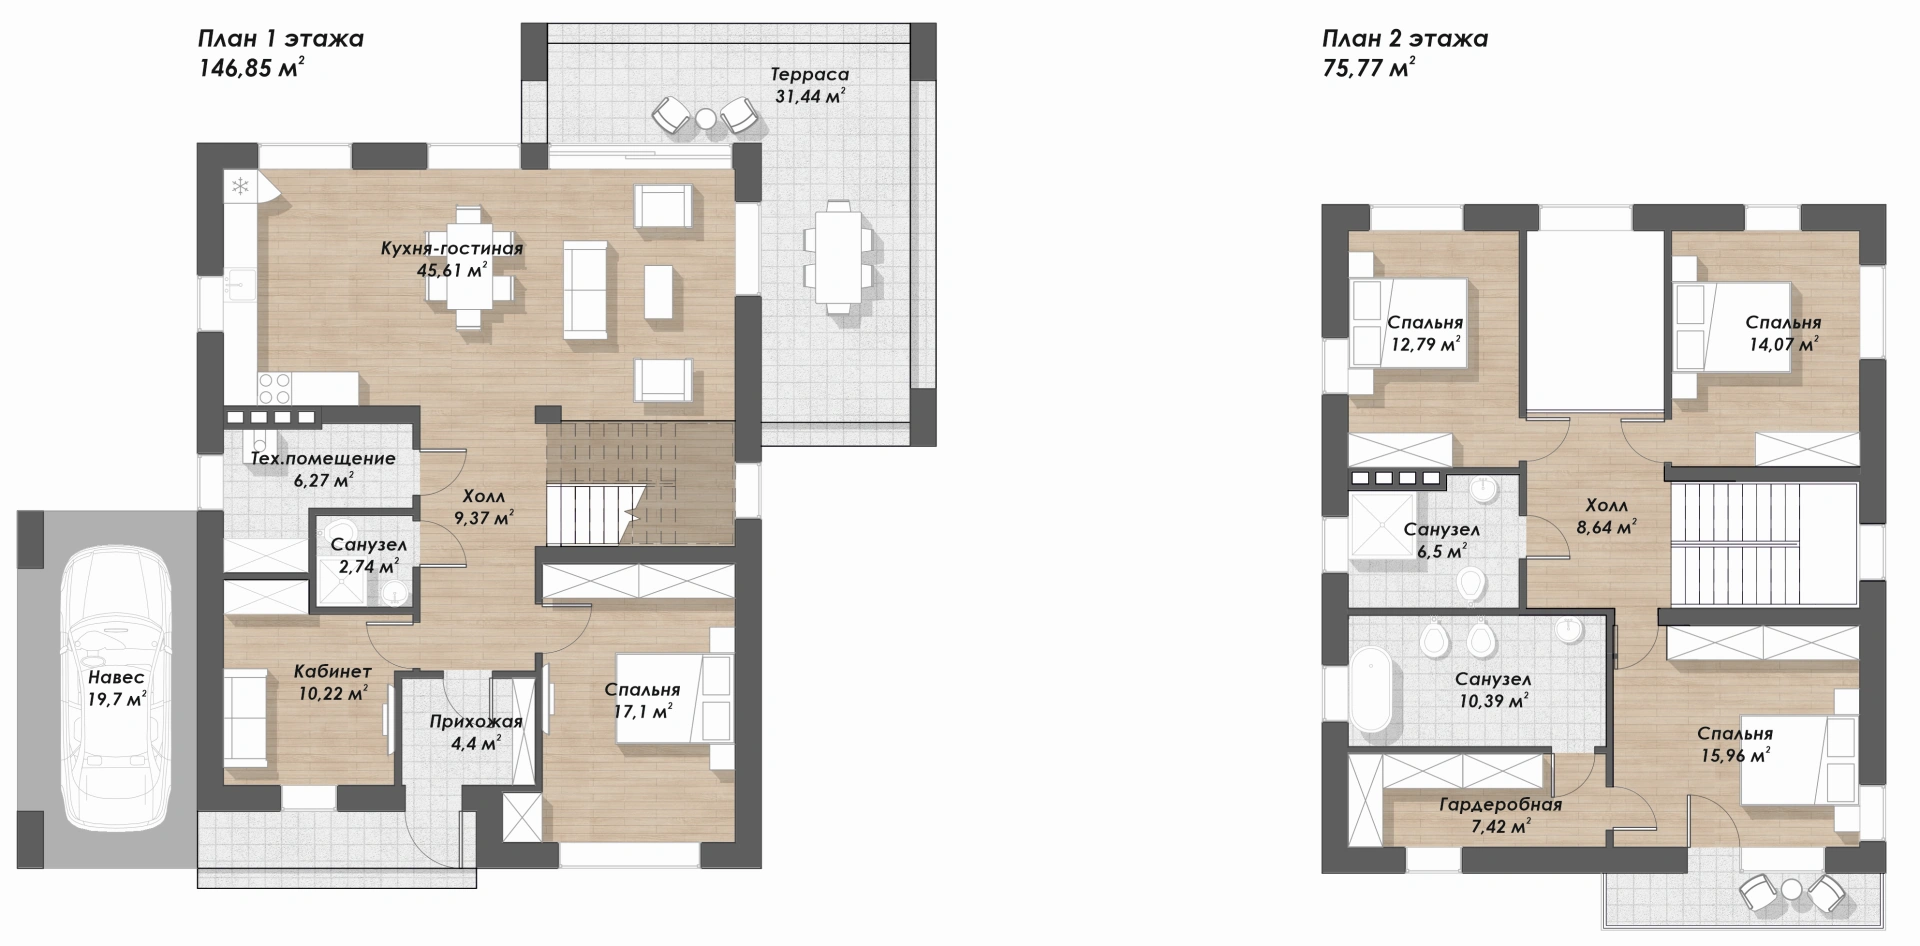 План 1 этажа
146,85 м²
Терраса
31,44 м²
Кухня-гостиная
45,61 м²
Тех.помещение
6,27 м²
Холл
9,37 м²
Санузел
2,74 м²
Навес
19,7 м²
Кабинет
10,22 м²
Прихожая
4,4 м²
Спальня
17,1 м²
План 2 этажа
75,77 м²
Спальня
12,79 м²
Спальня
14,07 м²
Санузел
6,5 м²
Холл
8,64 м²
Санузел
10,39 м²
Спальня
15,96 м²
Гардеробная
7,42 м²